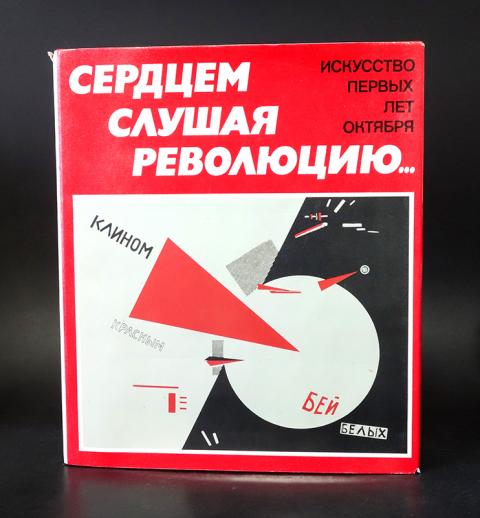 СЕРДЦЕМ
СЛУШАЯ
РЕВОЛЮЦИЮ...
ИСКУССТВО
ПЕРВЫХ
ЛЕТ
ОКТЯБРЯ
КЛИНОМ
КРАСНЫМ
БЕЙ
БЕЛЫХ